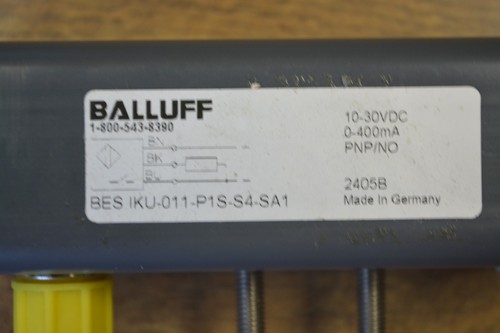 BALLUFF
1-800-543-8390
BN
BK
BU
BES IKU-011-P1S-S4-SA1
10-30VDC
0-400mA
PNP/NO
2405B
Made in Germany